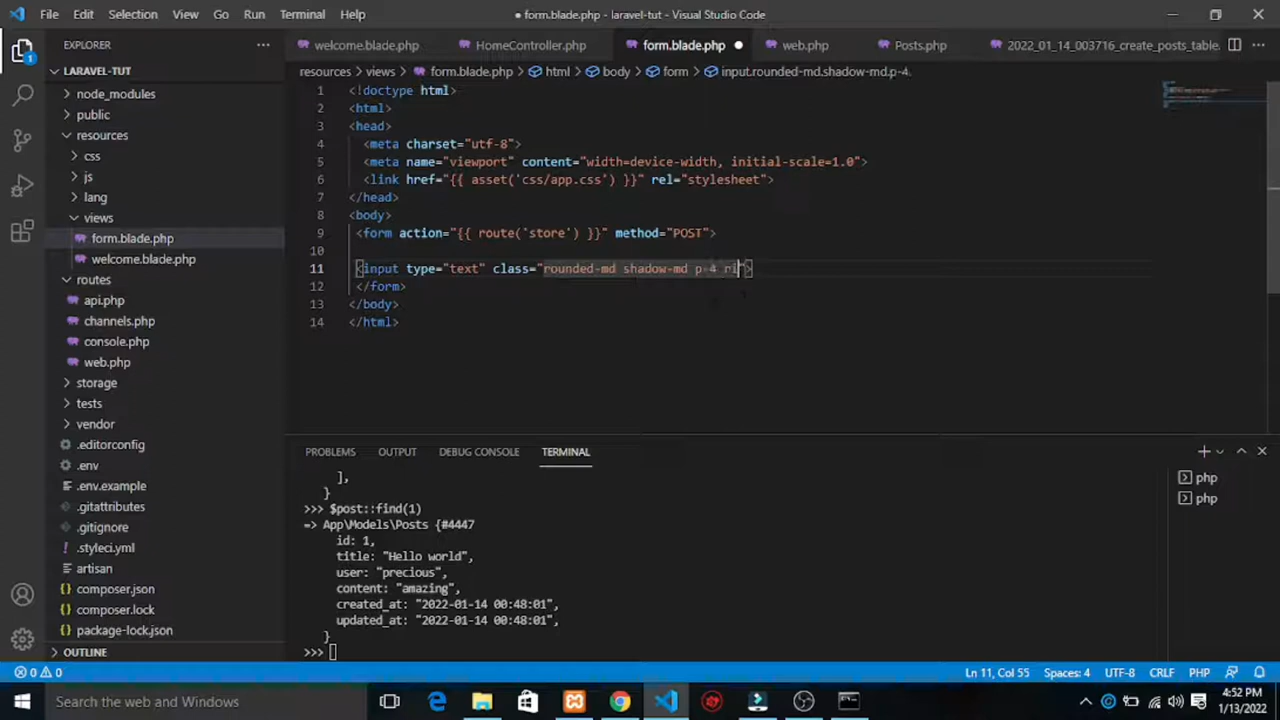 File Edit Selection View Go Run Terminal Help
● form.blade.php - laravel-tut - Visual Studio Code
EXPLORER
welcome.blade.php HomeController.php form.blade.php web.php Posts.php 2022_01_14_003716_create_posts_table.
resources > views > form.blade.php > html > body > form > input.rounded-md.shadow-md.p-4.
1
LARAVEL-TUT
node_modules
public
resources
css
js
lang
views
form.blade.php
welcome.blade.php
routes
api.php
channels.php
console.php
web.php
storage
tests
vendor
.editorconfig
.env
.env.example
.gitattributes
.gitignore
.styleci.yml
artisan
composer.json
composer.lock
package-lock.json
OUTLINE
1 <!doctype html>
2 <html>
3 <head>
4 <meta charset="utf-8">
5 <meta name="viewport" content="width=device-width, initial-scale=1.0">
6 <link href="{{ asset('css/app.css') }}" rel="stylesheet">
7 </head>
8 <body>
9 <form action="{{ route('store') }}" method="POST">
10
11 <input type="text" class="rounded-md shadow-md p-4 ri">
12 </form>
13 </body>
14 </html>
PROBLEMS OUTPUT DEBUG CONSOLE TERMINAL
],
}
>>> $post::find(1)
=> App\Models\Posts {#4447
id: 1,
title: "Hello world",
user: "precious",
content: "amazing",
created_at: "2022-01-14 00:48:01",
updated_at: "2022-01-14 00:48:01",
}
>>>
php
php
0 0 Ln 11, Col 55 Spaces: 4 UTF-8 CRLF PHP
Search the web and Windows
4:52 PM
1/13/2022